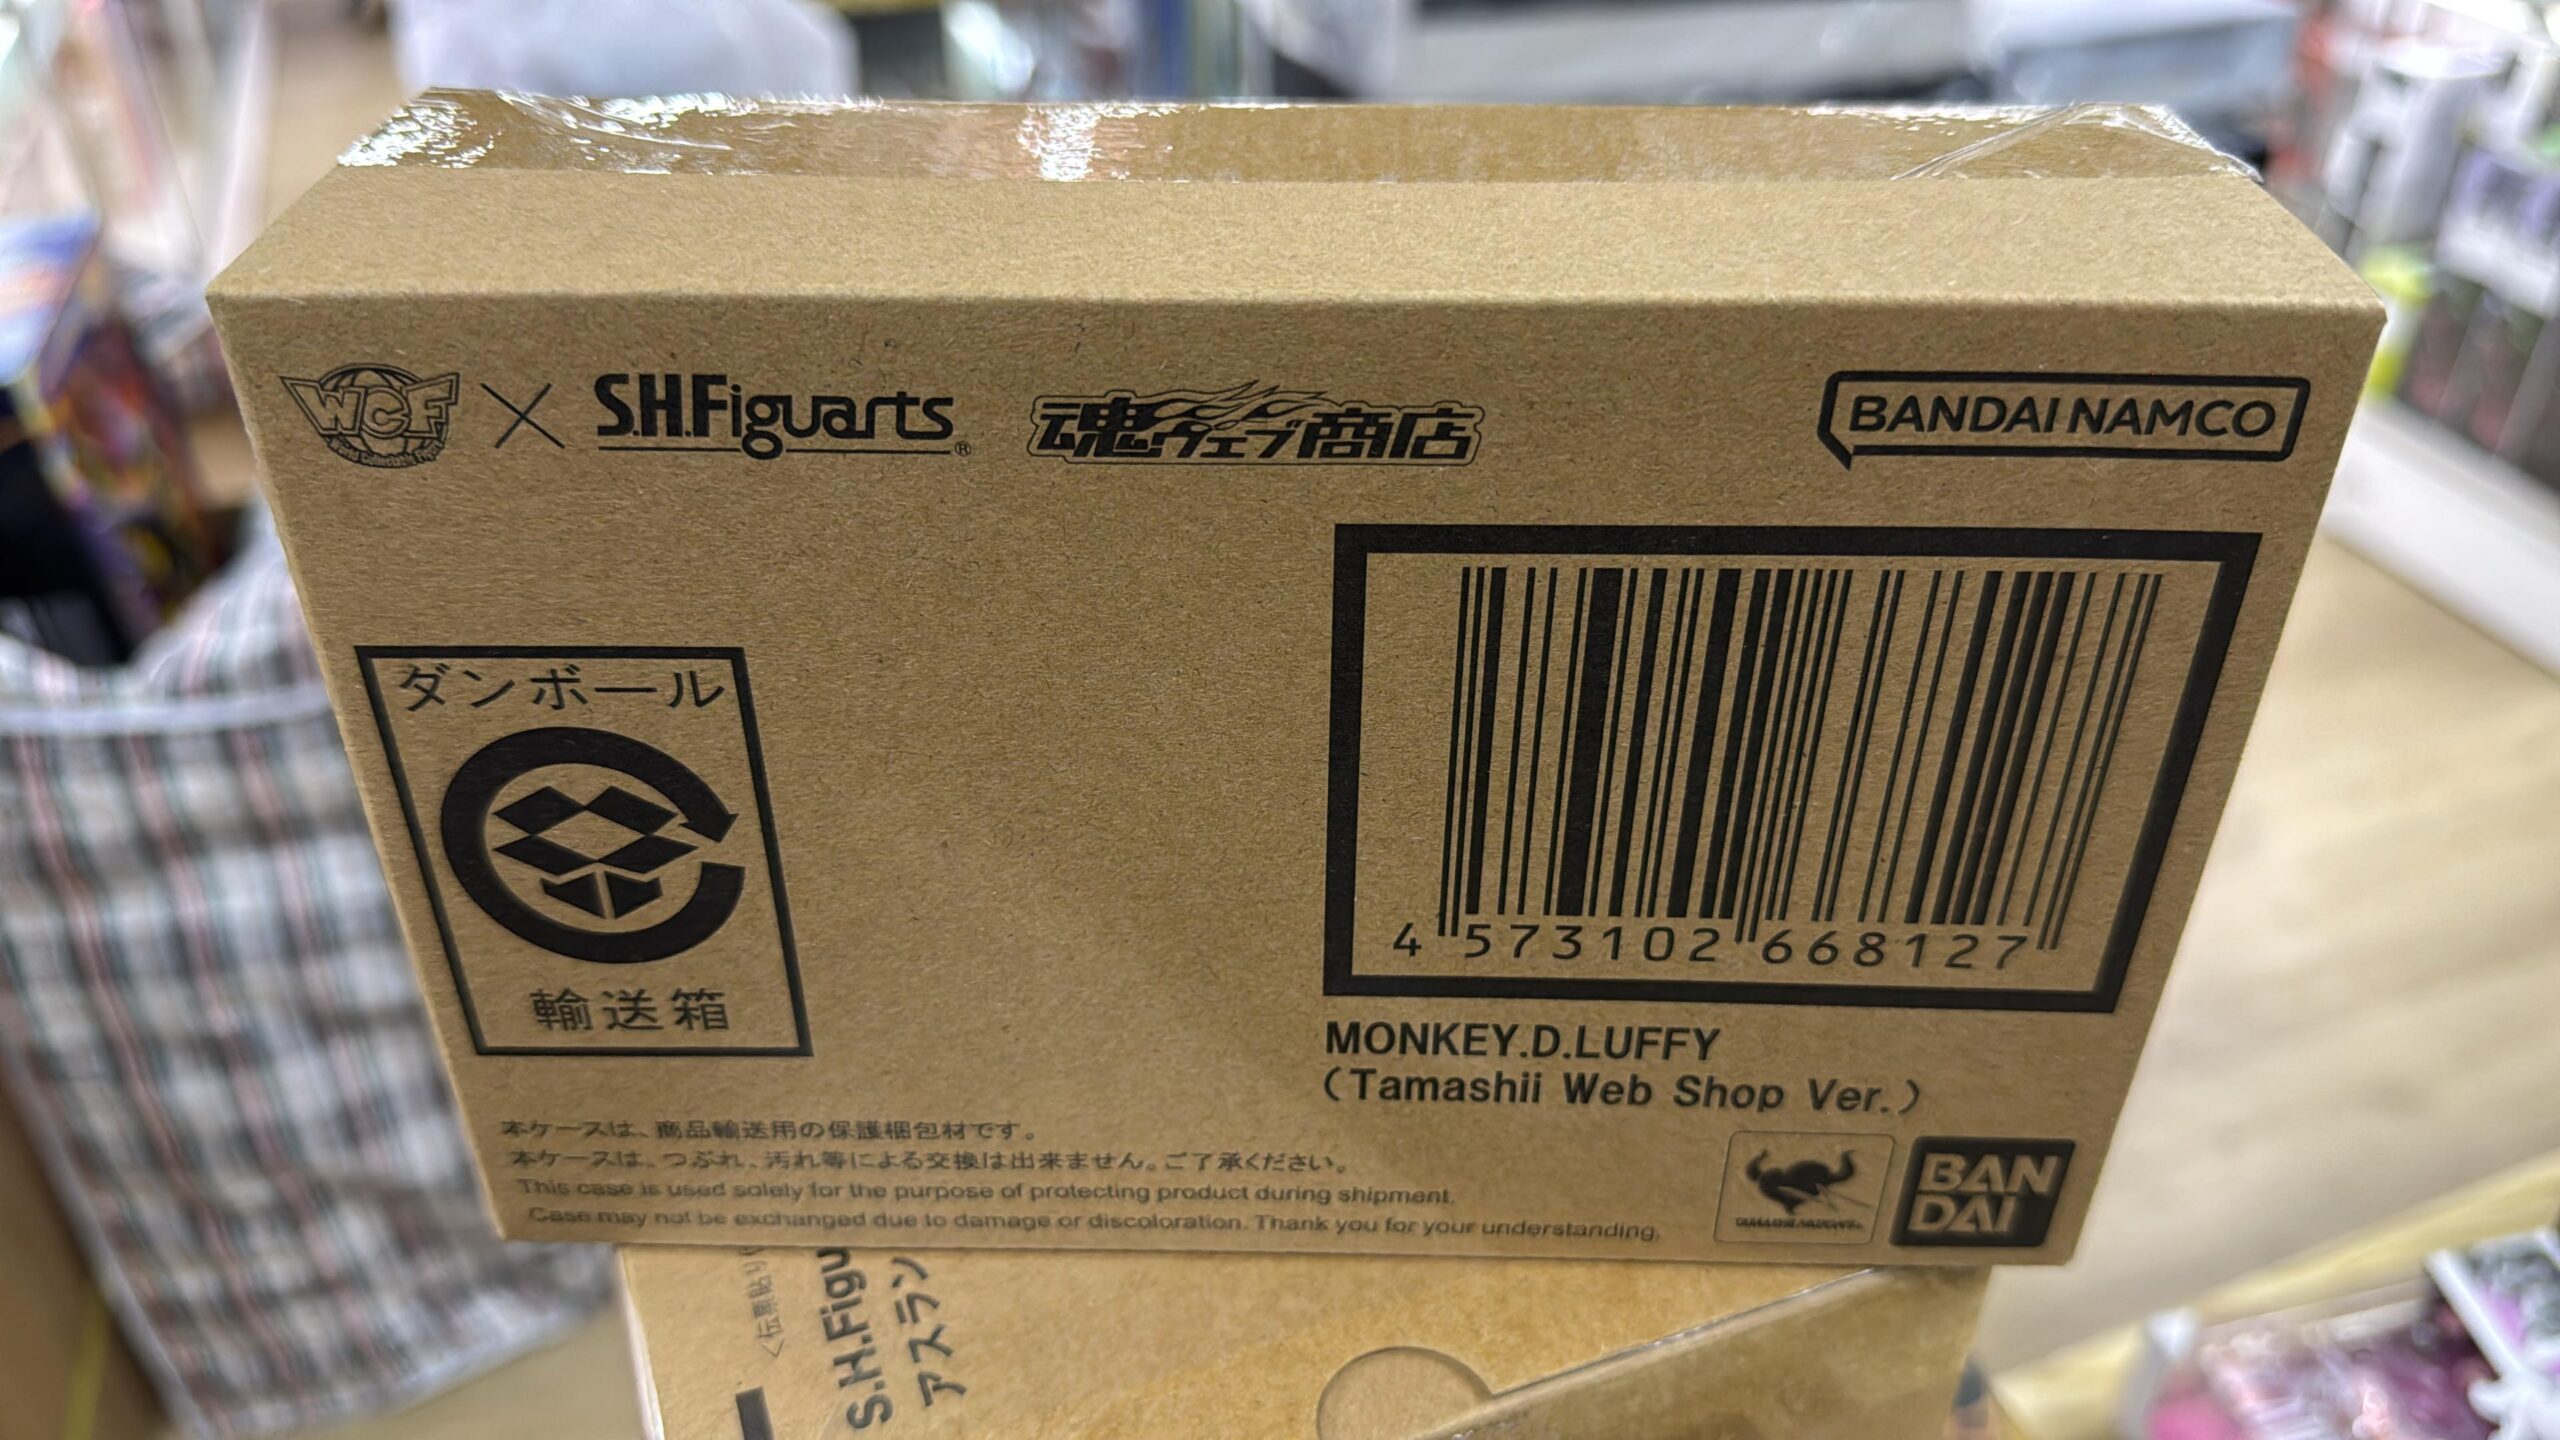 WCF × S.H.Figuarts® 魂ウェブ商店 BANDAI NAMCO
World Collectable Figure
ダンボール
輸送箱
4 573102 668127
MONKEY.D.LUFFY
(Tamashii Web Shop Ver.)
本ケースは、商品輸送用の保護梱包材です。
本ケースは、つぶれ、汚れ等による交換は出来ません。ご了承ください。
This case is used solely for the purpose of protecting product during shipment.
Case may not be exchanged due to damage or discoloration. Thank you for your understanding.
TAMASHII NATIONS
BAN
DAI
S.H.Figu
アスラン